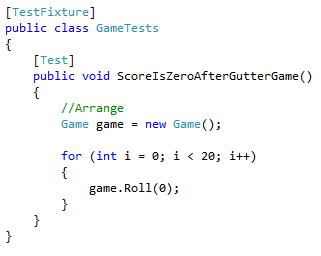 [TestFixture]
public class GameTests
{
    [Test]
    public void ScoreIsZeroAfterGutterGame()
    {
        //Arrange
        Game game = new Game();

        for (int i = 0; i < 20; i++)
        {
            game.Roll(0);
        }
    }
}